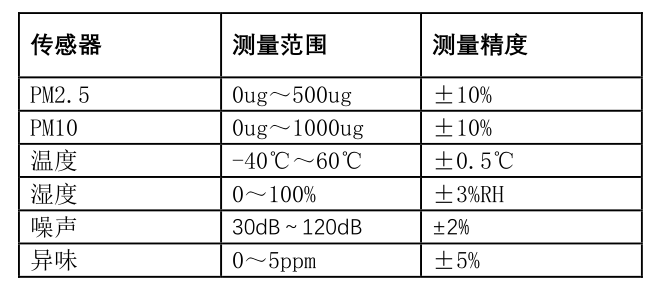 传感器 测量范围 测量精度
PM2.5 0ug～500ug ±10%
PM10 0ug～1000ug ±10%
温度 -40℃～60℃ ±0.5℃
湿度 0～100% ±3%RH
噪声 30dB~120dB ±2%
异味 0～5ppm ±5%